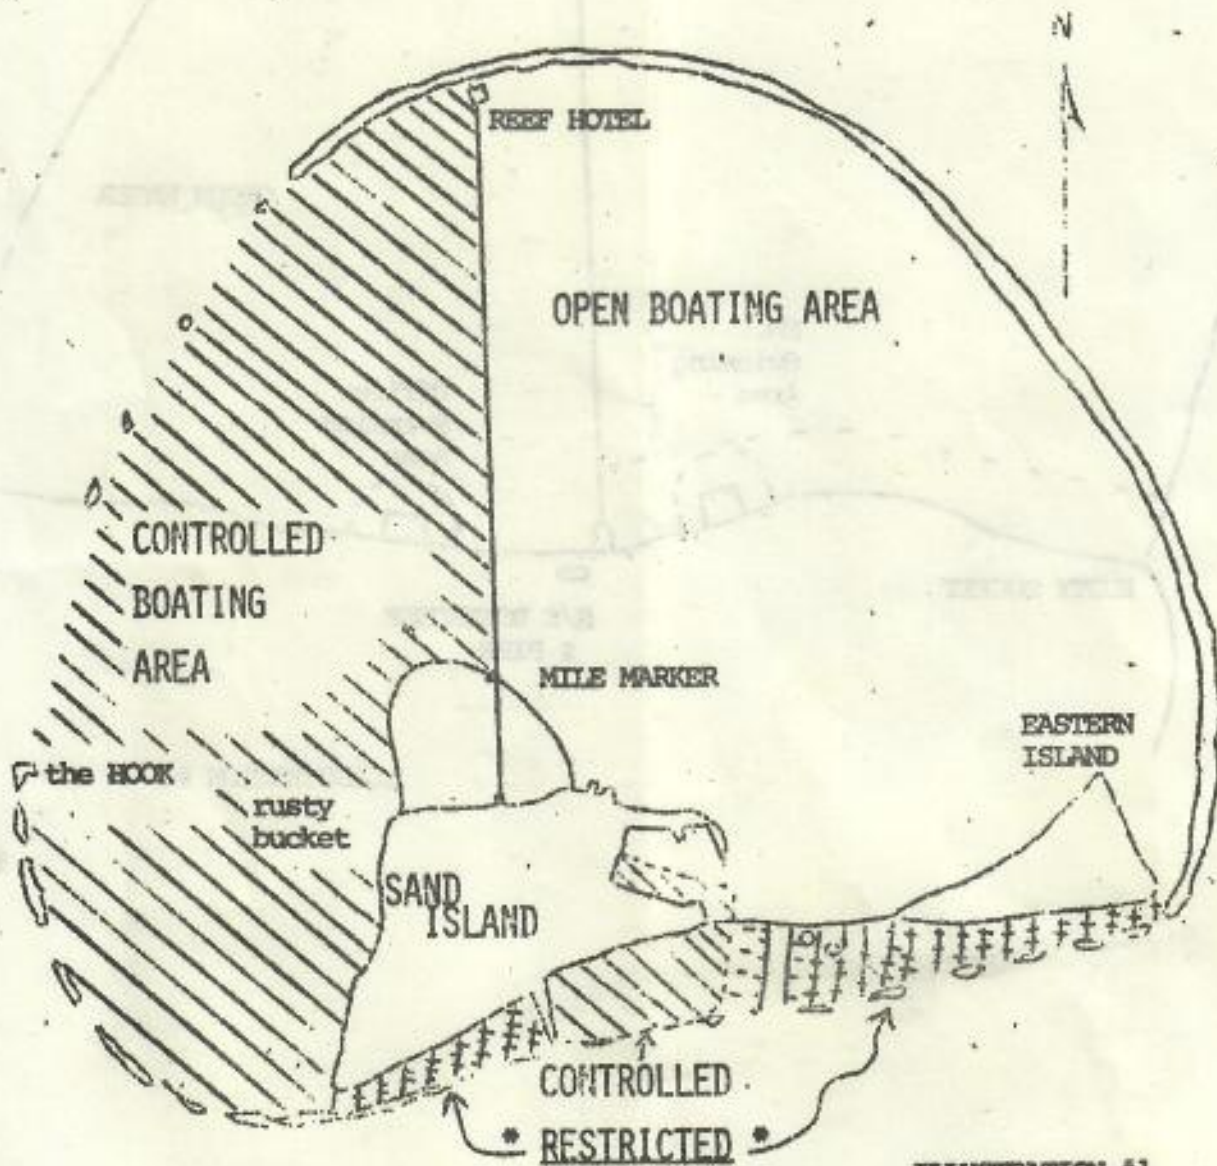 N
REEF HOTEL
OPEN BOATING AREA
CONTROLLED
BOATING
AREA
MILE MARKER
EASTERN
ISLAND
the HOOK
rusty
bucket
SAND
ISLAND
CONTROLLED
* RESTRICTED *